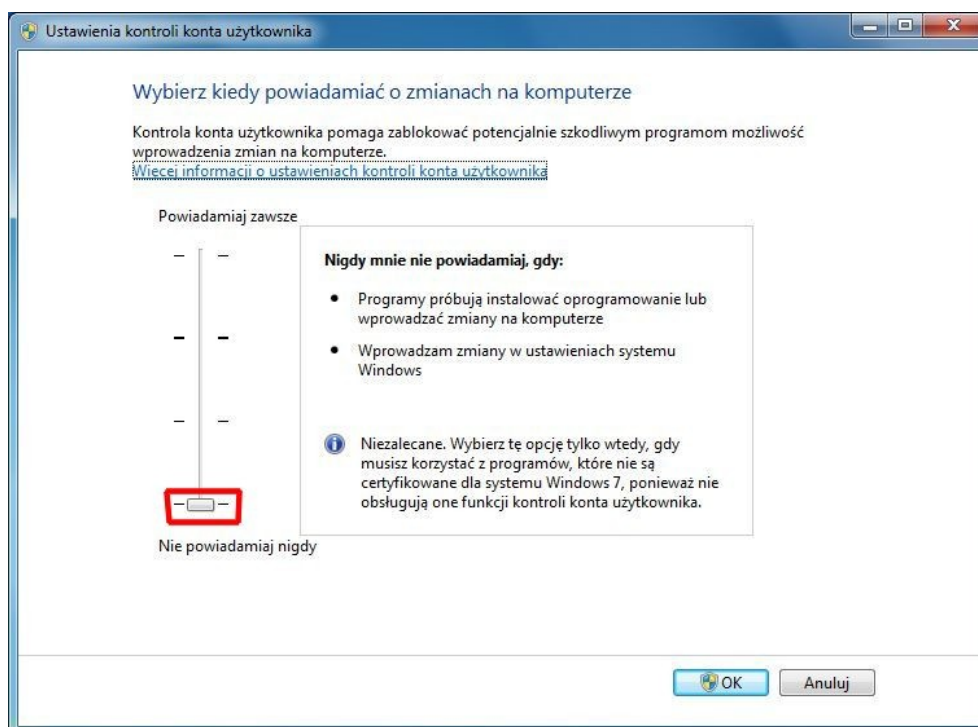 Ustawienia kontroli konta użytkownika
Wybierz kiedy powiadamiać o zmianach na komputerze
Kontrola konta użytkownika pomaga zablokować potencjalnie szkodliwym programom możliwość
wprowadzenia zmian na komputerze.
Więcej informacji o ustawieniach kontroli konta użytkownika
Powiadamiaj zawsze
Nigdy mnie nie powiadamiaj, gdy:
Programy próbują instalować oprogramowanie lub
wprowadzać zmiany na komputerze
Wprowadzam zmiany w ustawieniach systemu
Windows
Niezalecane. Wybierz tę opcję tylko wtedy, gdy
musisz korzystać z programów, które nie są
certyfikowane dla systemu Windows 7, ponieważ nie
obsługują one funkcji kontroli konta użytkownika.
Nie powiadamiaj nigdy
OK
Anuluj